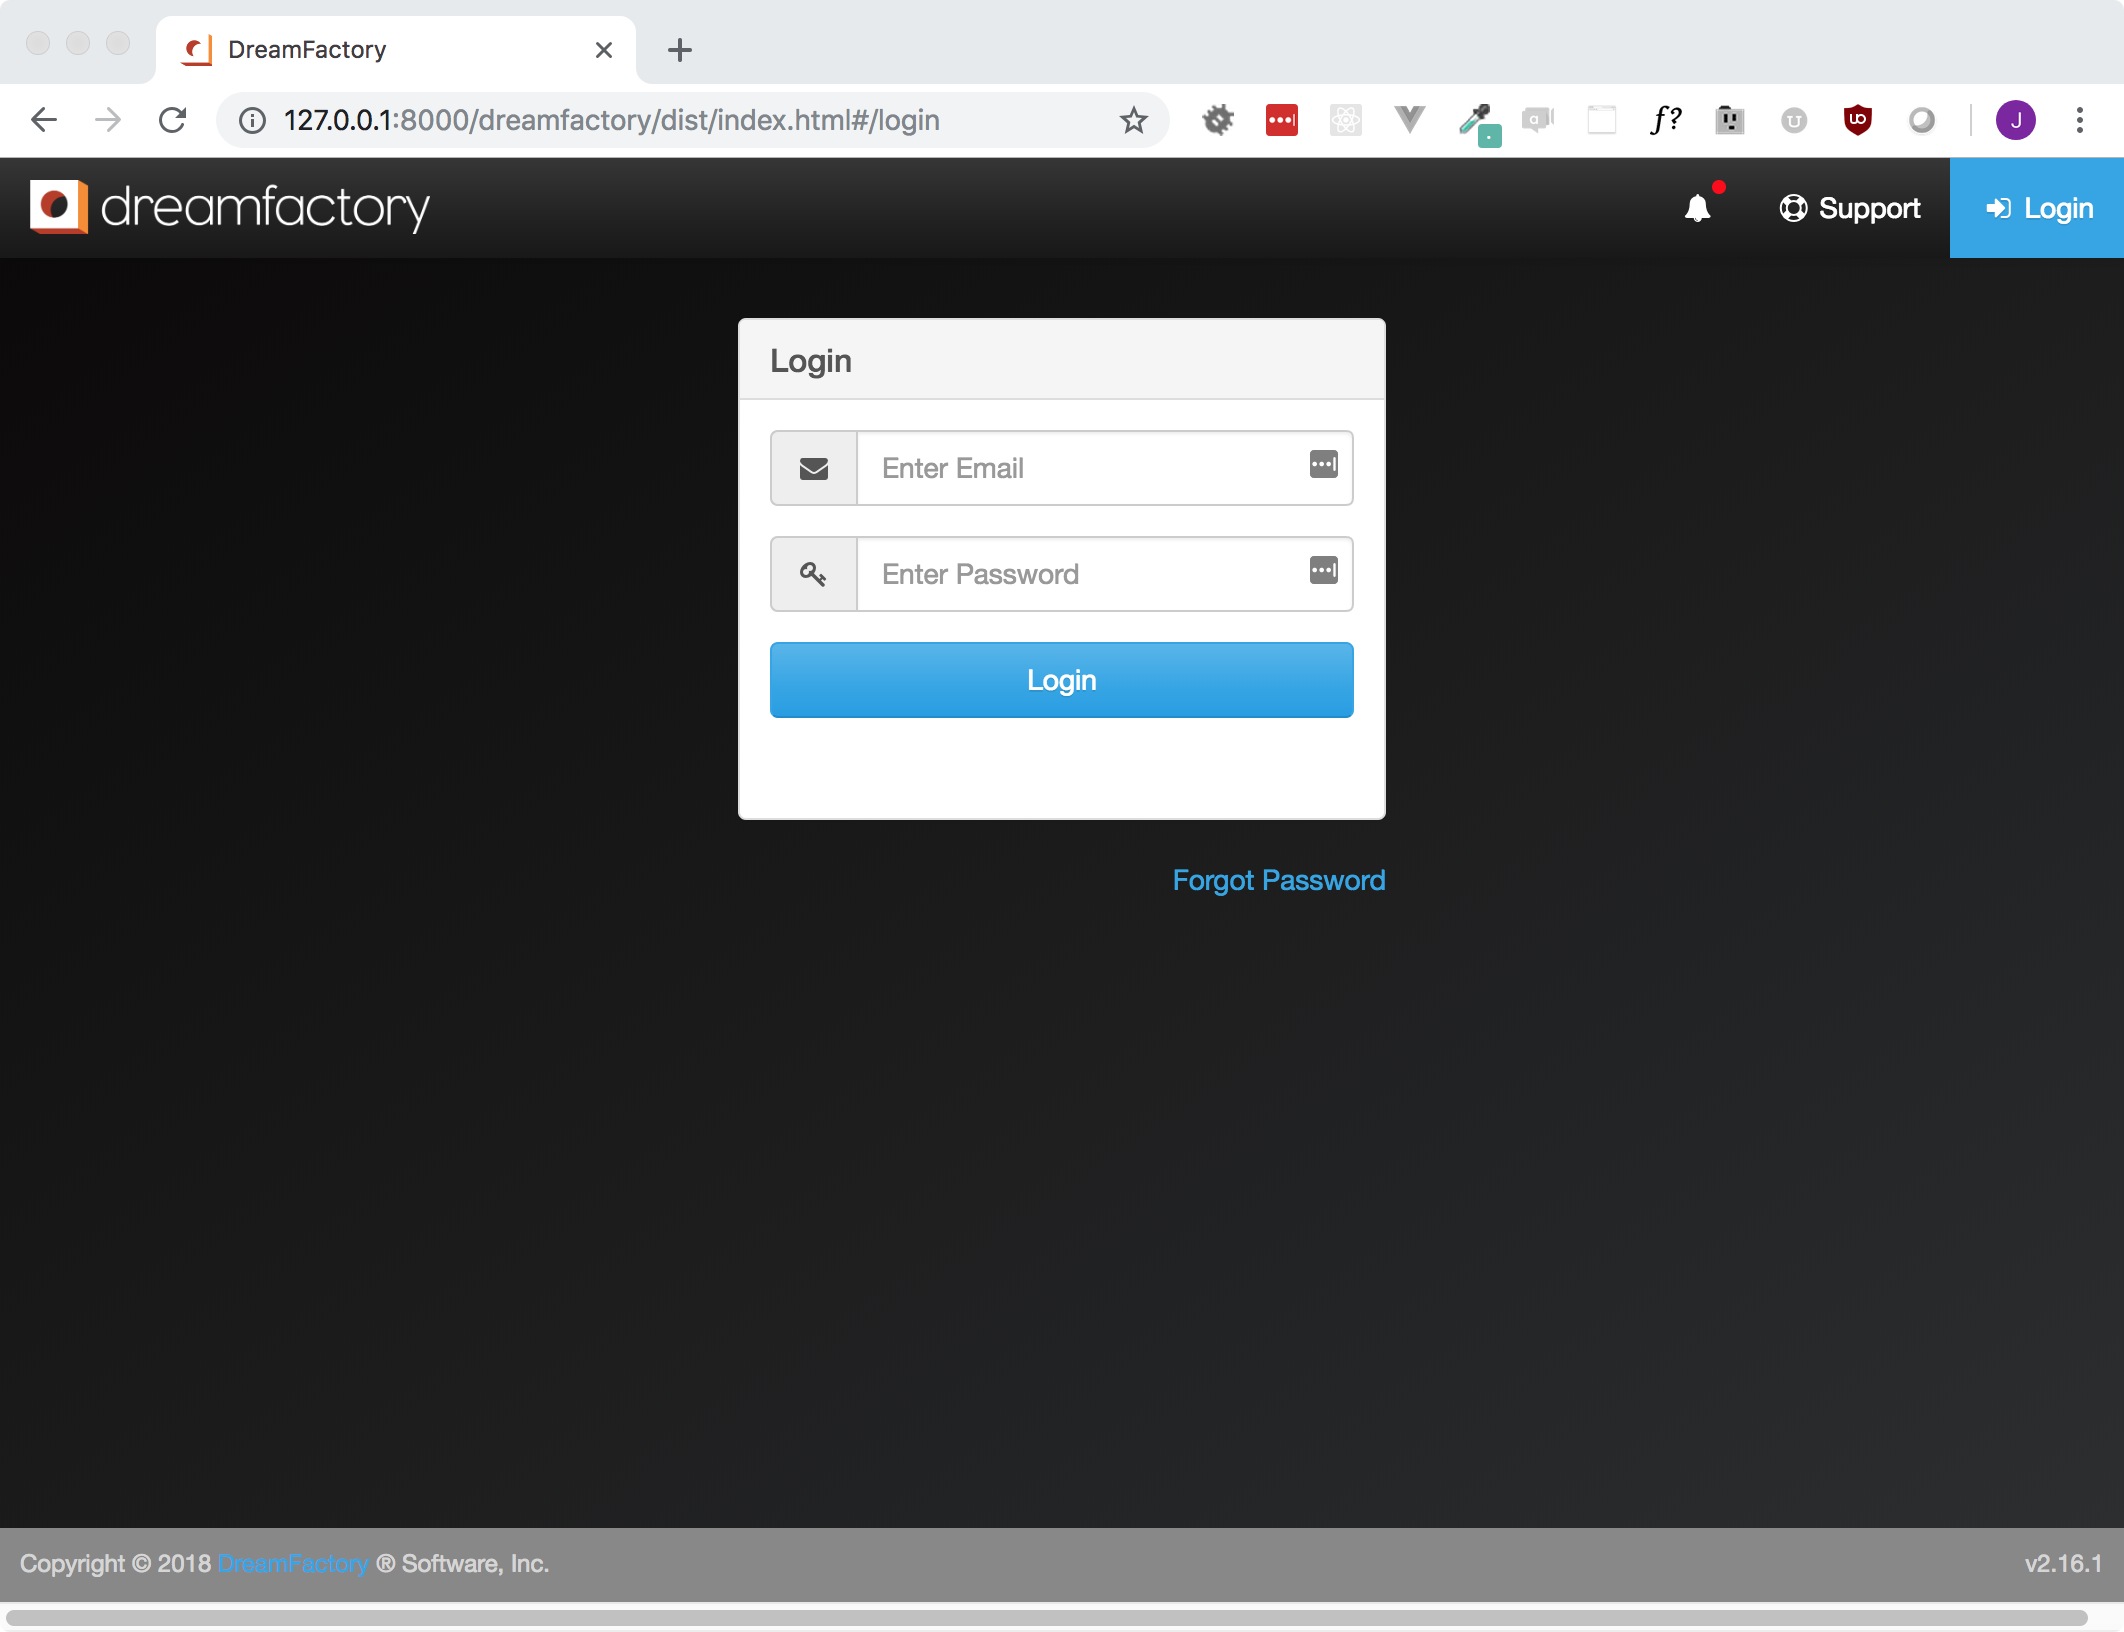 DreamFactory
127.0.0.1:8000/dreamfactory/dist/index.html#/login
f?
J
dreamfactory
Support
Login
Login
Enter Email
Enter Password
Login
Forgot Password
Copyright © 2018 DreamFactory ® Software, Inc.
v2.16.1